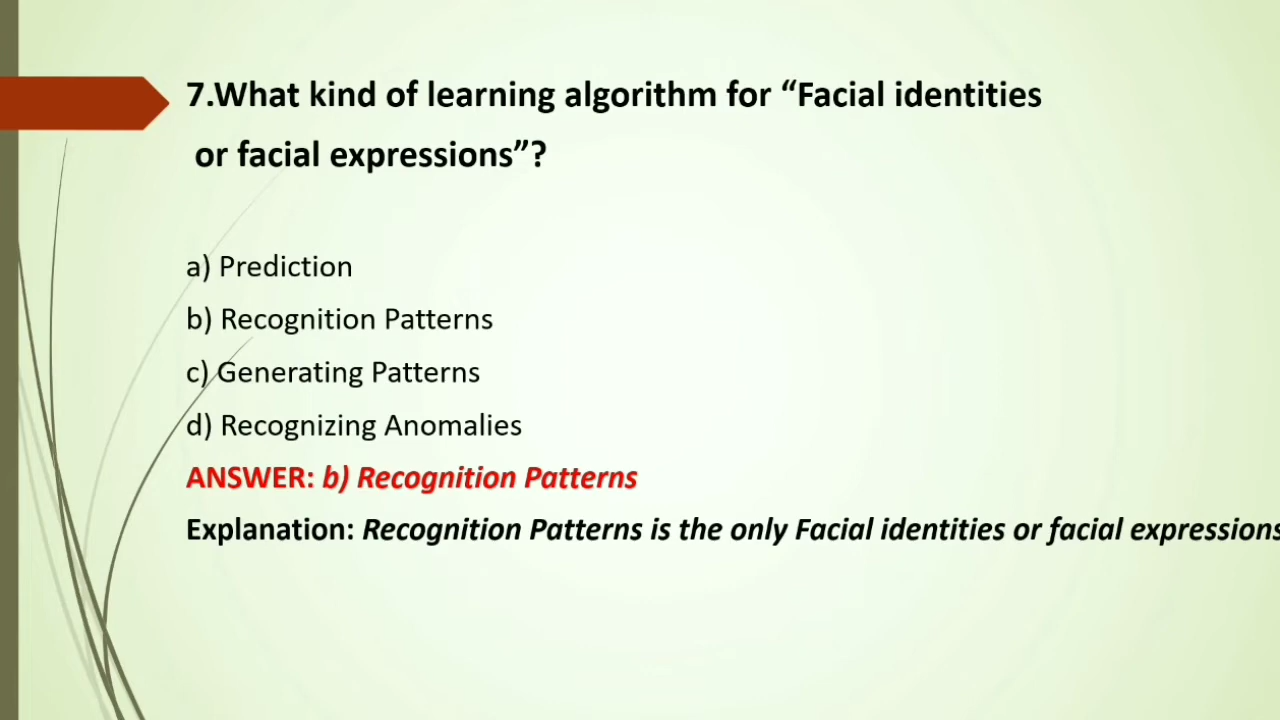 7.What kind of learning algorithm for “Facial identities
or facial expressions”?
a) Prediction
b) Recognition Patterns
c) Generating Patterns
d) Recognizing Anomalies
ANSWER: b) Recognition Patterns
Explanation: Recognition Patterns is the only Facial identities or facial expressions